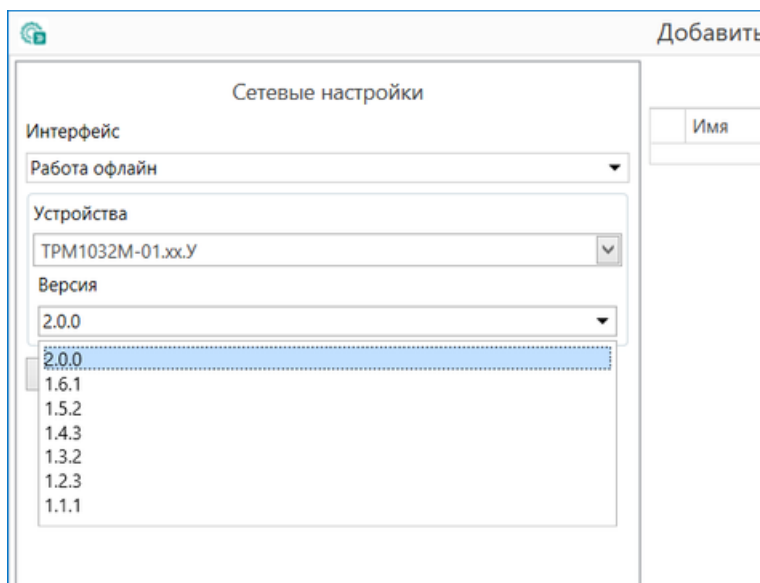 Добавить
Сетевые настройки
Интерфейс
Имя
Работа офлайн
Устройства
ТРМ1032М-01.хх.У
Версия
2.0.0
2.0.0
1.6.1
1.5.2
1.4.3
1.3.2
1.2.3
1.1.1